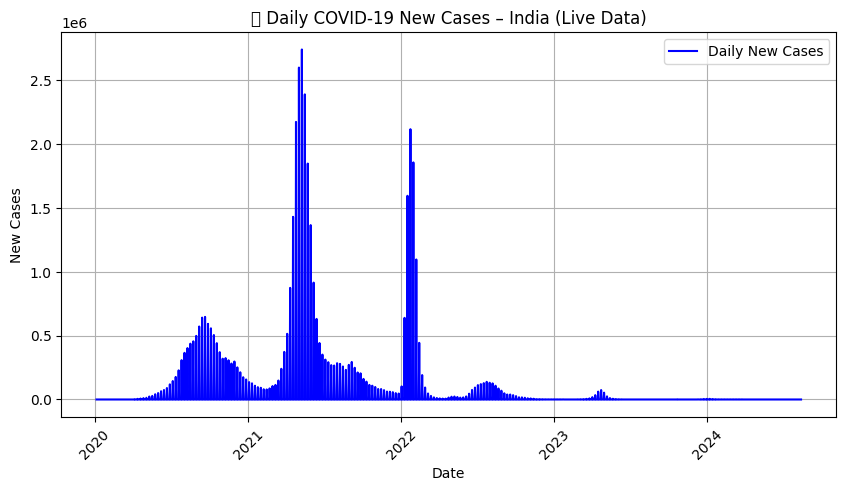 ▯ Daily COVID-19 New Cases – India (Live Data)
1e6
Daily New Cases
2.5
2.0
1.5
1.0
0.5
0.0
New Cases
2020 2021 2022 2023 2024
Date